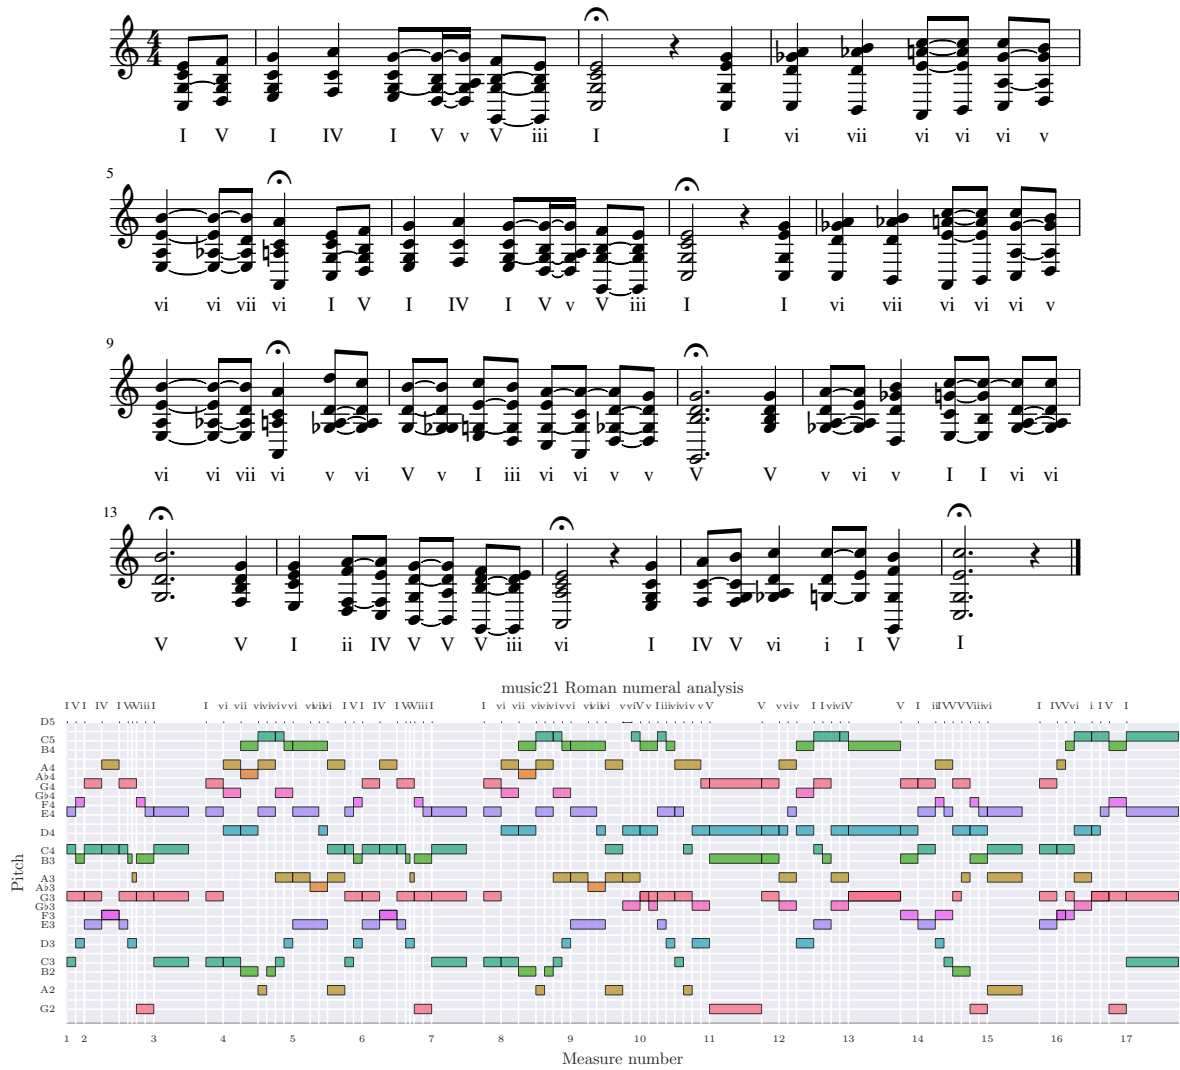 4
4
I V I IV I V v V iii I I vi vii vi vi vi v
5
vi vi vii vi I V I IV I V v V iii I I vi vii vi vi vi v
9
vi vi vii vi v vi V v I iii vi vi v v V V v vi v I I vi vi
13
V V I ii IV V V V iii vi I IV V vi i I V I
music21 Roman numeral analysis
D5
C5
B4
A4
A♭4
G4
G♭4
F4
E4
D4
C4
B3
A3
A♭3
G3
G♭3
F3
E3
D3
C3
B2
A2
G2
Pitch
1 2 3 4 5 6 7 8 9 10 11 12 13 14 15 16 17
Measure number